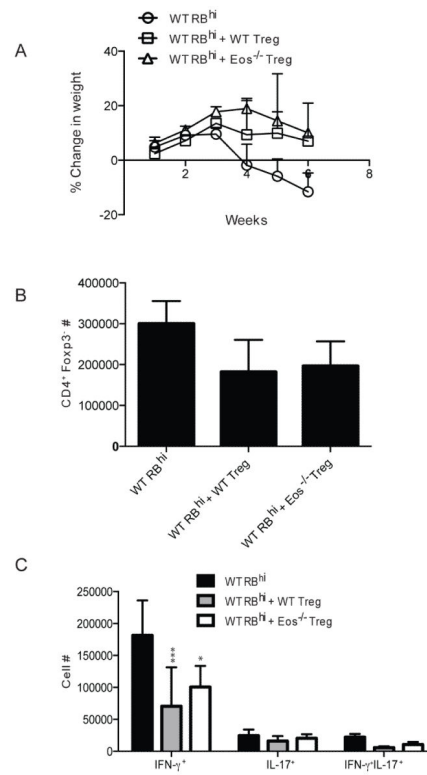 A
WT RBhi
WT RBhi + WT Treg
WT RBhi + Eos-/- Treg
% Change in weight
40
20
0
-20
2
4
6
8
Weeks
B
CD4+ Foxp3- #
400000
300000
200000
100000
0
WT RBhi
WT RBhi + WT Treg
WT RBhi + Eos-/- Treg
C
WT RBhi
WT RBhi + WT Treg
WT RBhi + Eos-/- Treg
Cell #
250000
200000
150000
100000
50000
0
***
*
IFN-γ+
IL-17+
IFN-γ+IL-17+